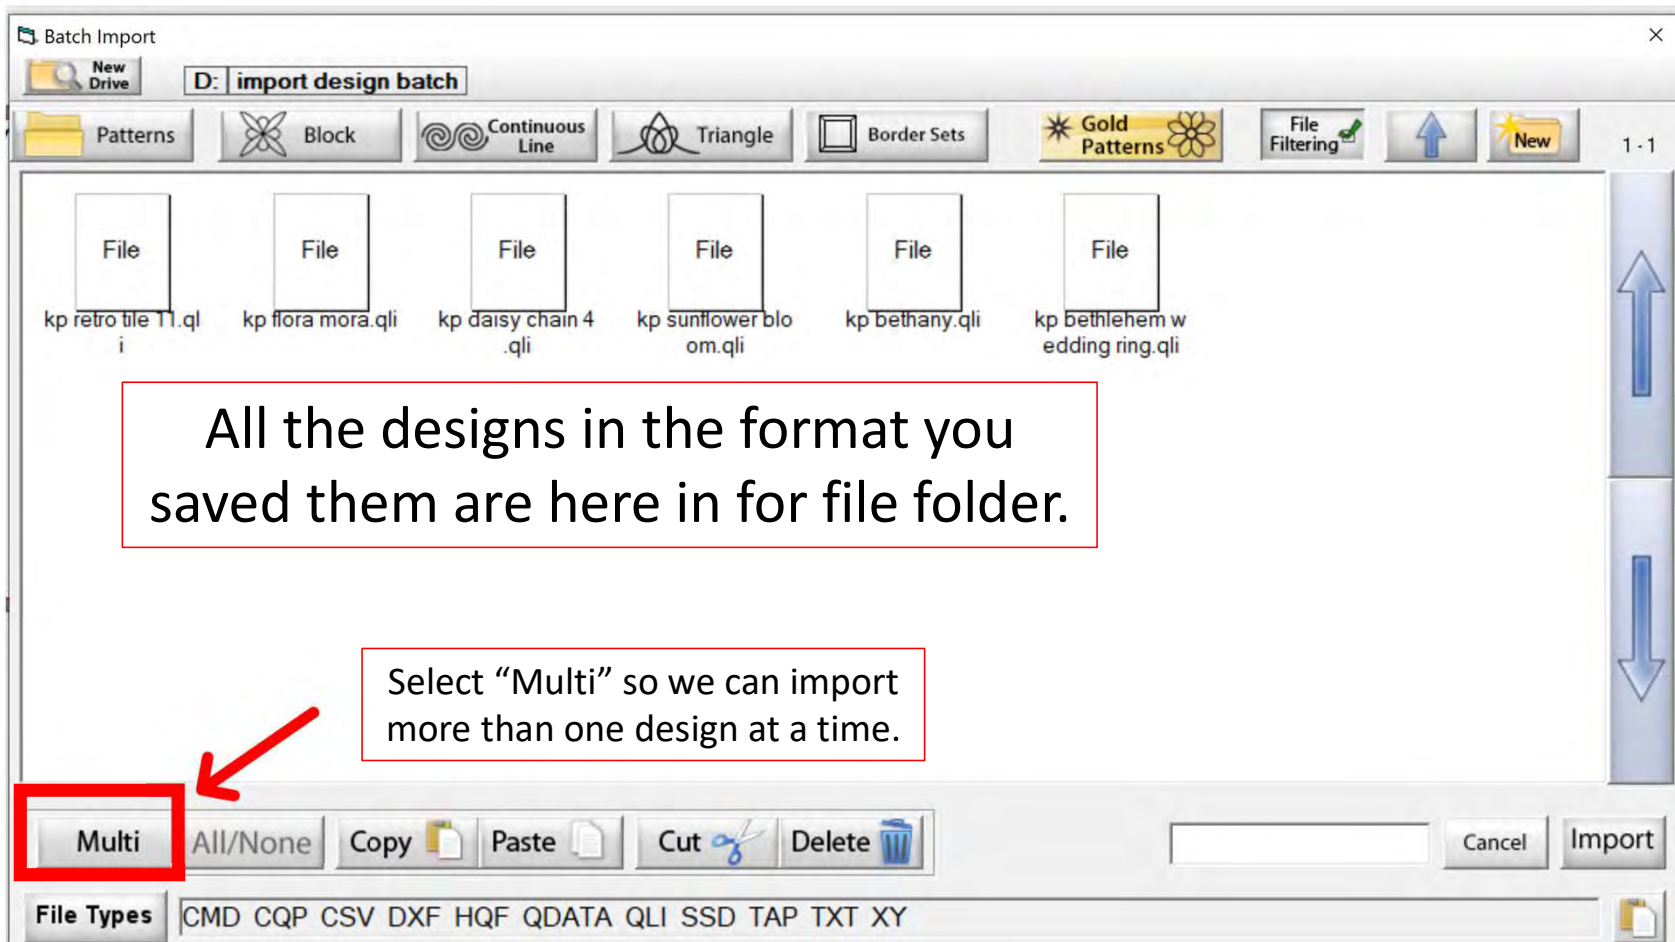 Batch Import
New
Drive
D: import design batch
Patterns
Block
Continuous
Line
Triangle
Border Sets
Gold
Patterns
File
Filtering
New
1 - 1
File File File File File File
kp retro tile 11.ql kp flora mora.qli kp daisy chain 4 kp sunflower blo kp bethany.qli kp bethlehem w
i .qli om.qli edding ring.qli
All the designs in the format you
saved them are here in for file folder.
Select “Multi” so we can import
more than one design at a time.
Multi All/None Copy Paste Cut Delete Cancel Import
File Types CMD CQP CSV DXF HQF QDATA QLI SSD TAP TXT XY